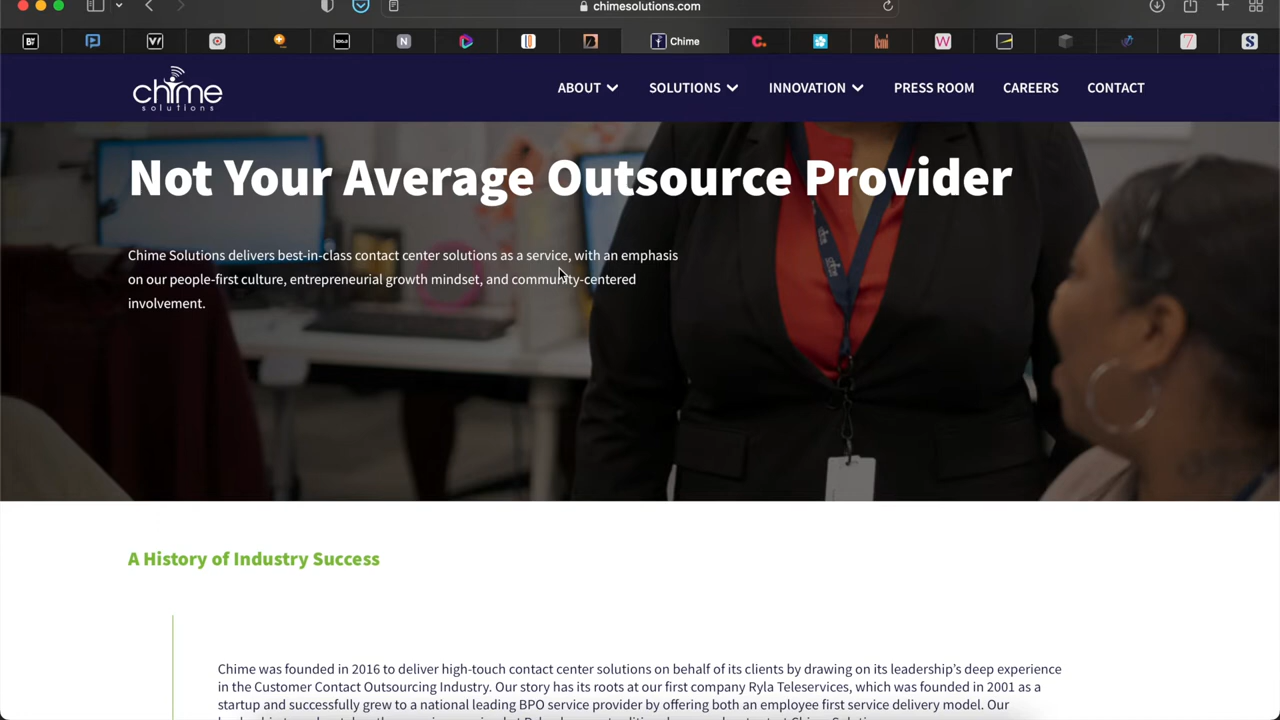 chimesolutions.com
Chime
chime
solutions
ABOUT
SOLUTIONS
INNOVATION
PRESS ROOM
CAREERS
CONTACT
Not Your Average Outsource Provider
Chime Solutions delivers best-in-class contact center solutions as a service, with an emphasis
on our people-first culture, entrepreneurial growth mindset, and community-centered
involvement.
A History of Industry Success
Chime was founded in 2016 to deliver high-touch contact center solutions on behalf of its clients by drawing on its leadership's deep experience
in the Customer Contact Outsourcing Industry. Our story has its roots at our first company Ryla Teleservices, which was founded in 2001 as a
startup and successfully grew to a national leading BPO service provider by offering both an employee first service delivery model. Our